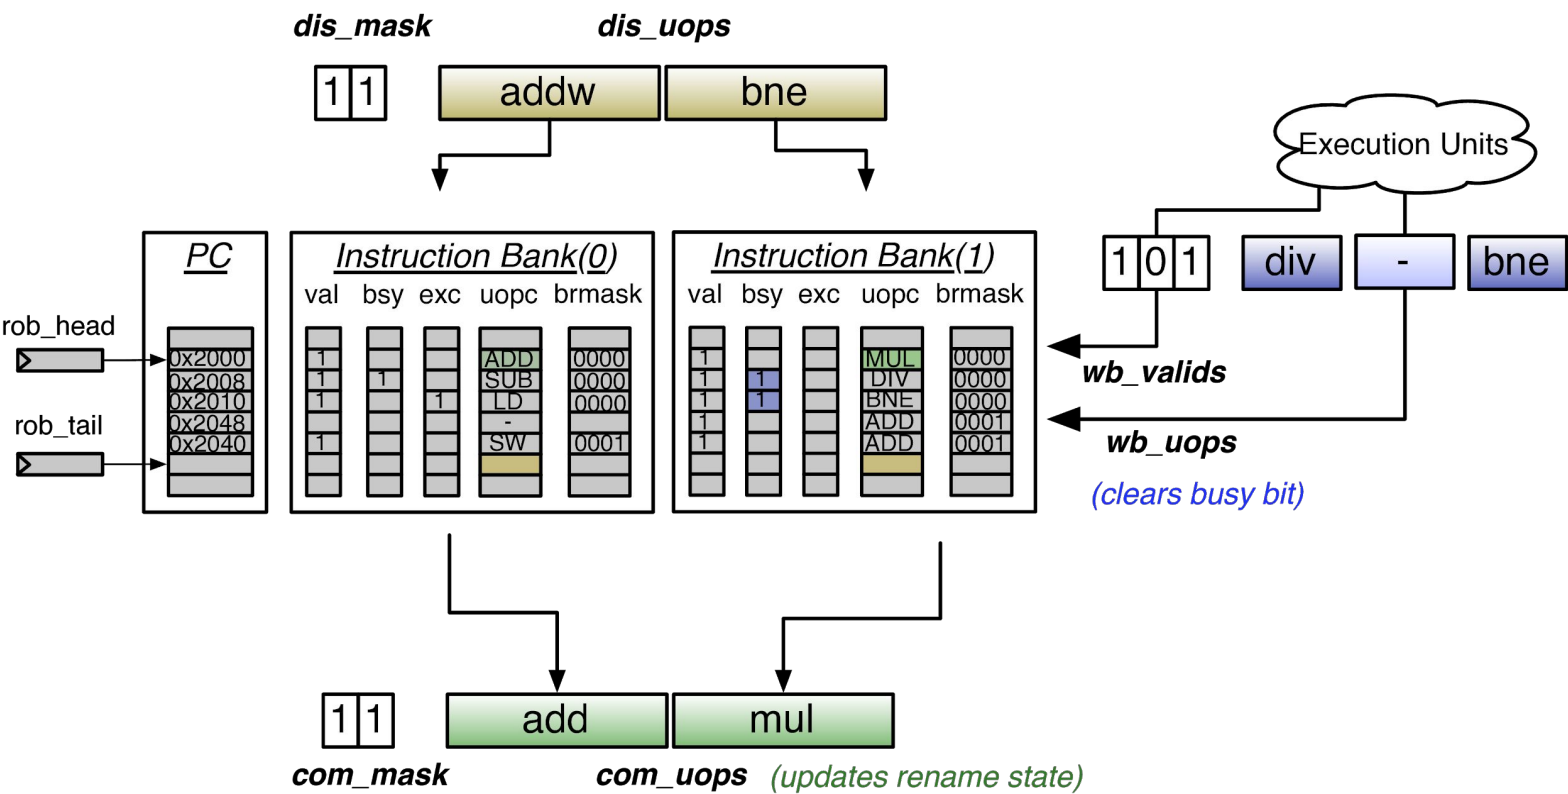 dis_mask dis_uops
1 1 addw bne
Execution Units
1 0 1 div - bne
PC Instruction Bank(0) Instruction Bank(1)
val bsy exc uopc brmask val bsy exc uopc brmask
rob_head
0x2000 1 ADD 0000 1 MUL 0000
0x2008 1 1 SUB 0000 1 1 DIV 0000
0x2010 1 1 LD 0000 1 1 BNE 0000
0x2048 - 1 ADD 0001
0x2040 1 SW 0001 1 ADD 0001
rob_tail
wb_valids
wb_uops
(clears busy bit)
1 1 add mul
com_mask com_uops (updates rename state)